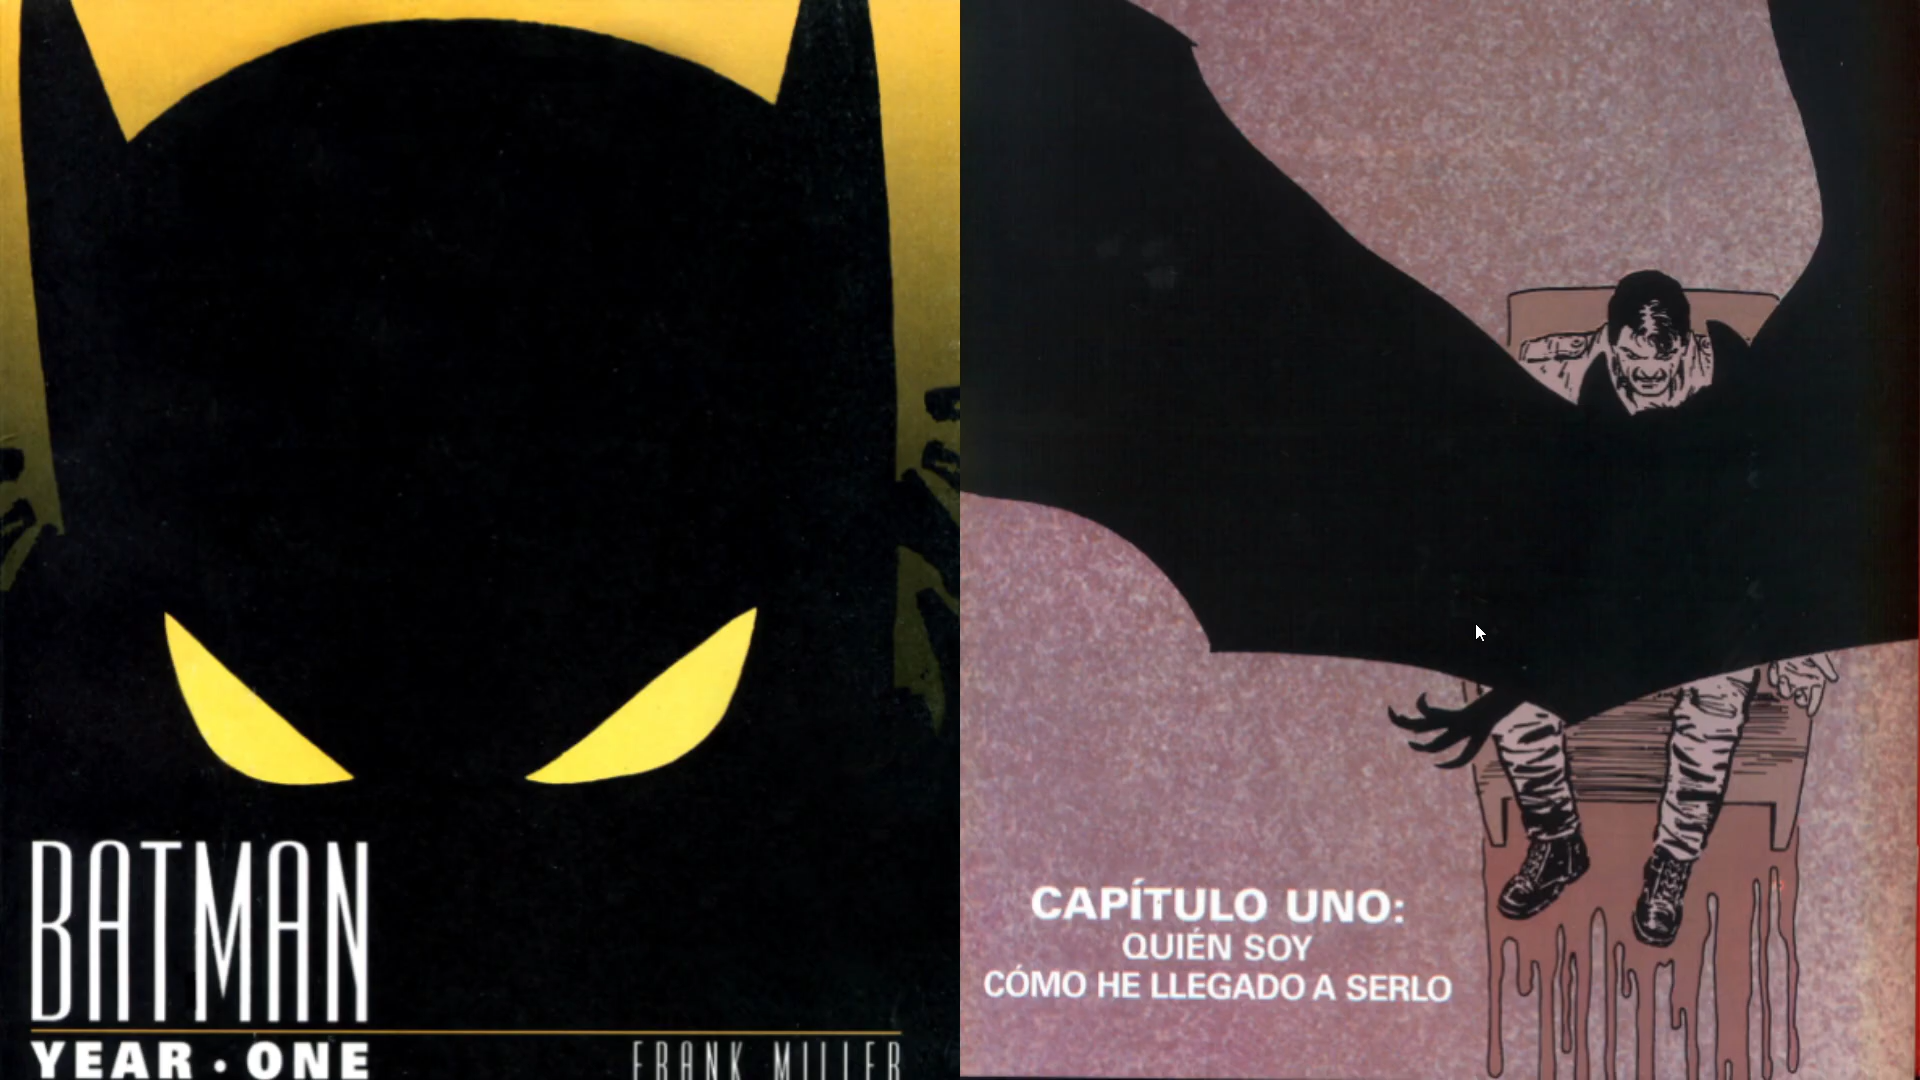 BATMAN
YEAR • ONE
FRANK MILLER
CAPÍTULO UNO:
QUIÉN SOY
CÓMO HE LLEGADO A SERLO